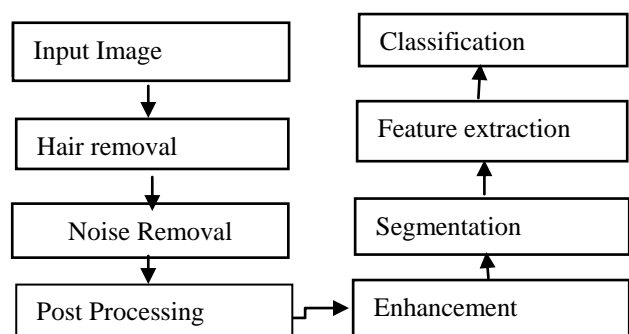 Input Image
Hair removal
Noise Removal
Post Processing
Enhancement
Segmentation
Feature extraction
Classification